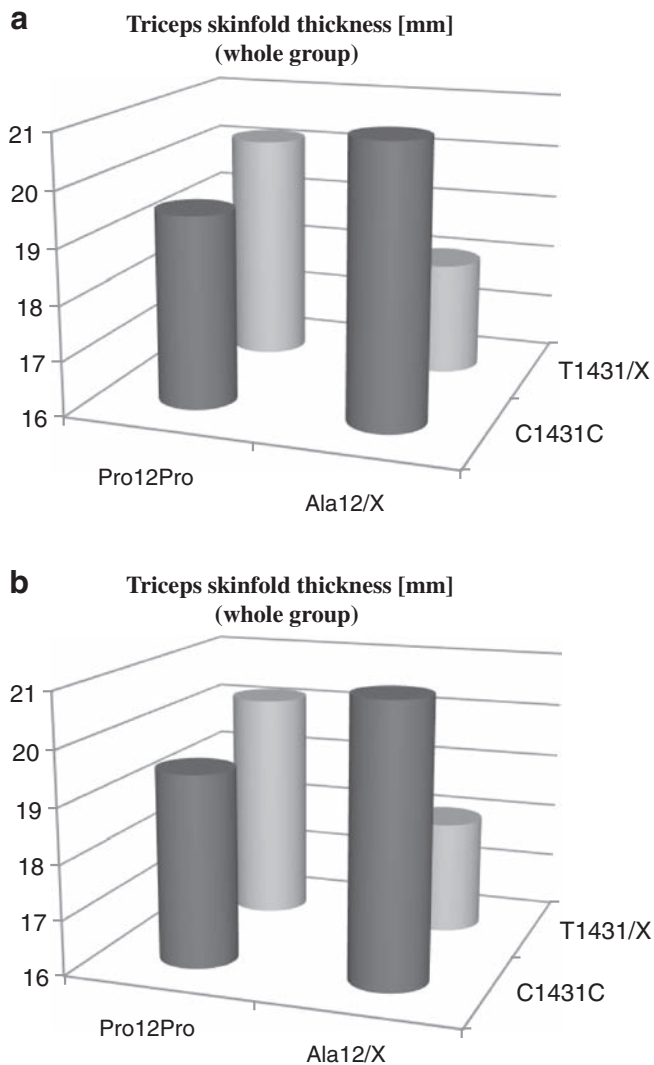 a
Triceps skinfold thickness [mm]
(whole group)
21
20
19
18
17
16
T1431/X
C1431C
Pro12Pro
Ala12/X
b
Triceps skinfold thickness [mm]
(whole group)
21
20
19
18
17
16
T1431/X
C1431C
Pro12Pro
Ala12/X